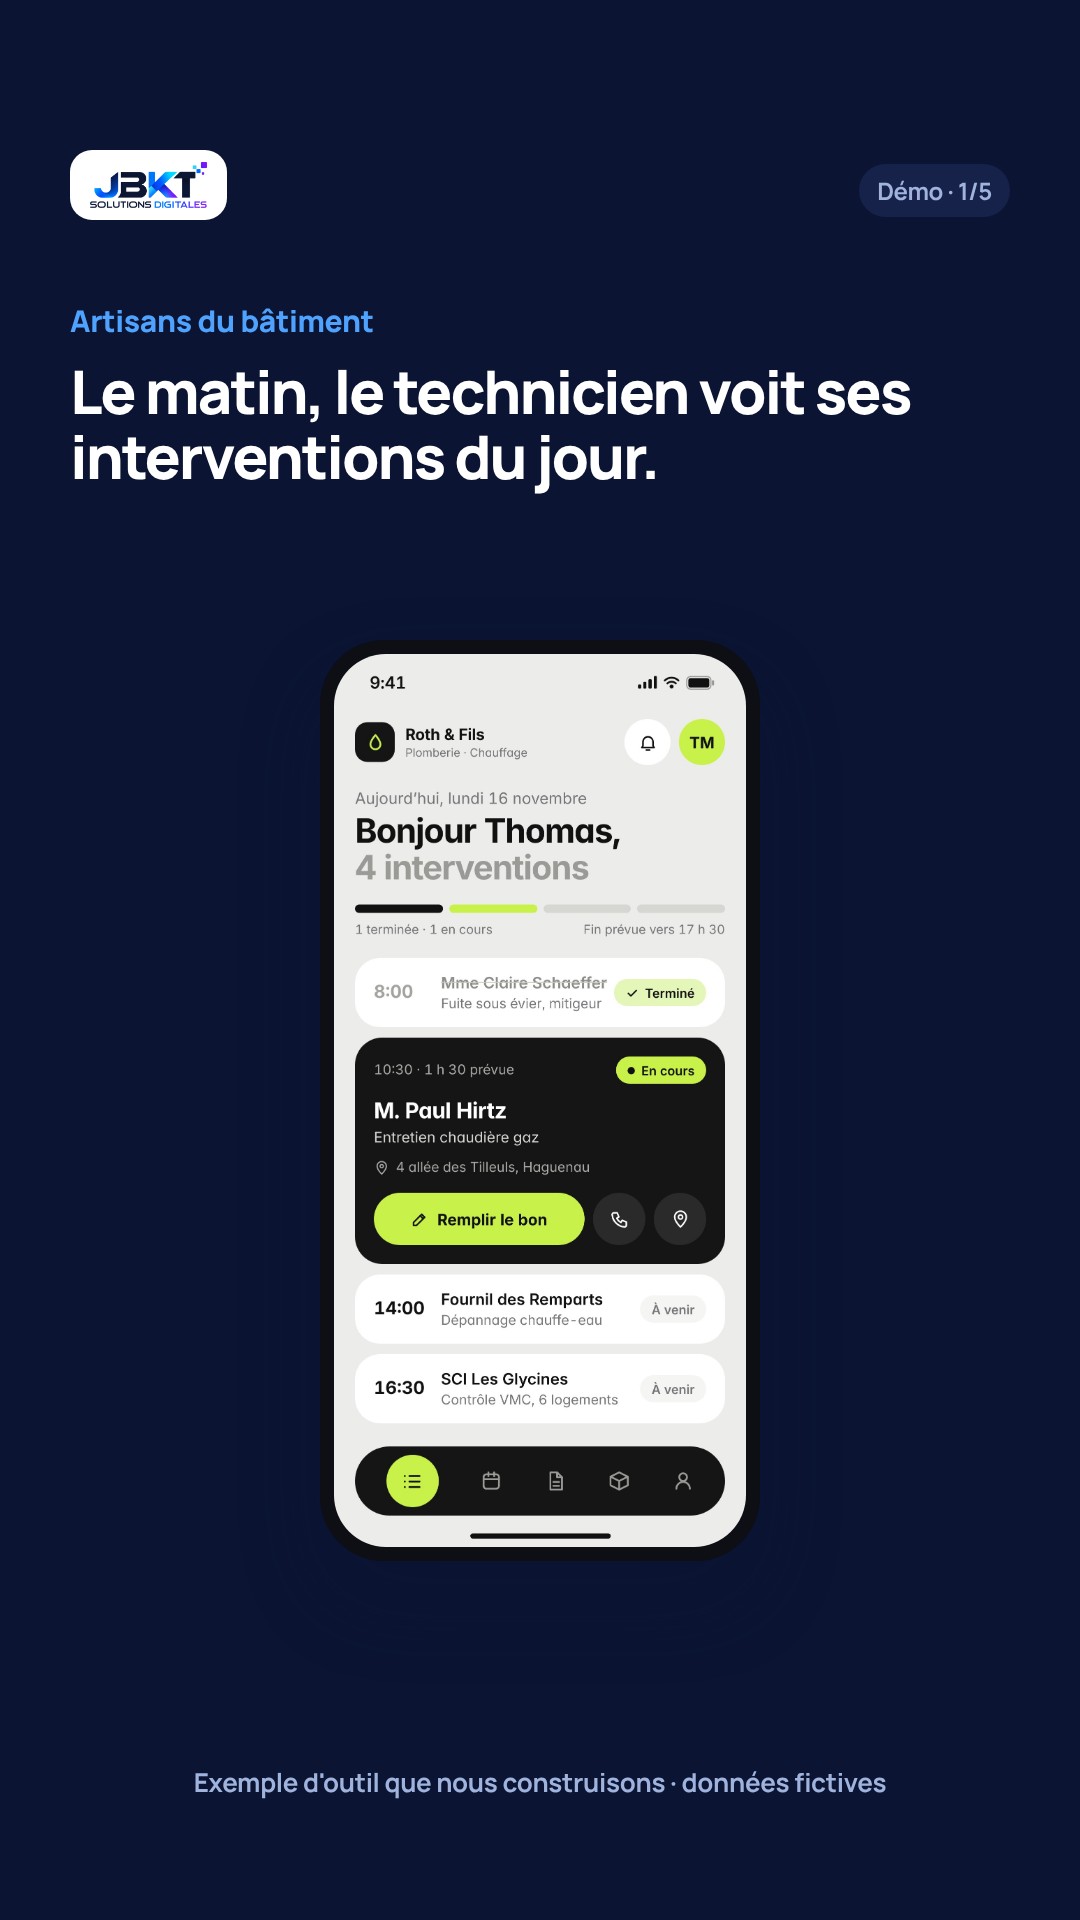 JBKT
SOLUTIONS DIGITALES
Démo · 1/5
Artisans du bâtiment
Le matin, le technicien voit ses
interventions du jour.
9:41
Roth & Fils
Plomberie · Chauffage
TM
Aujourd'hui, lundi 16 novembre
Bonjour Thomas,
4 interventions
1 terminée · 1 en cours
Fin prévue vers 17 h 30
8:00
Mme Claire Schaeffer
Fuite sous évier, mitigeur
Terminé
10:30 · 1 h 30 prévue
En cours
M. Paul Hirtz
Entretien chaudière gaz
4 allée des Tilleuls, Haguenau
Remplir le bon
14:00
Fournil des Remparts
Dépannage chauffe-eau
À venir
16:30
SCI Les Glycines
Contrôle VMC, 6 logements
À venir
Exemple d'outil que nous construisons · données fictives